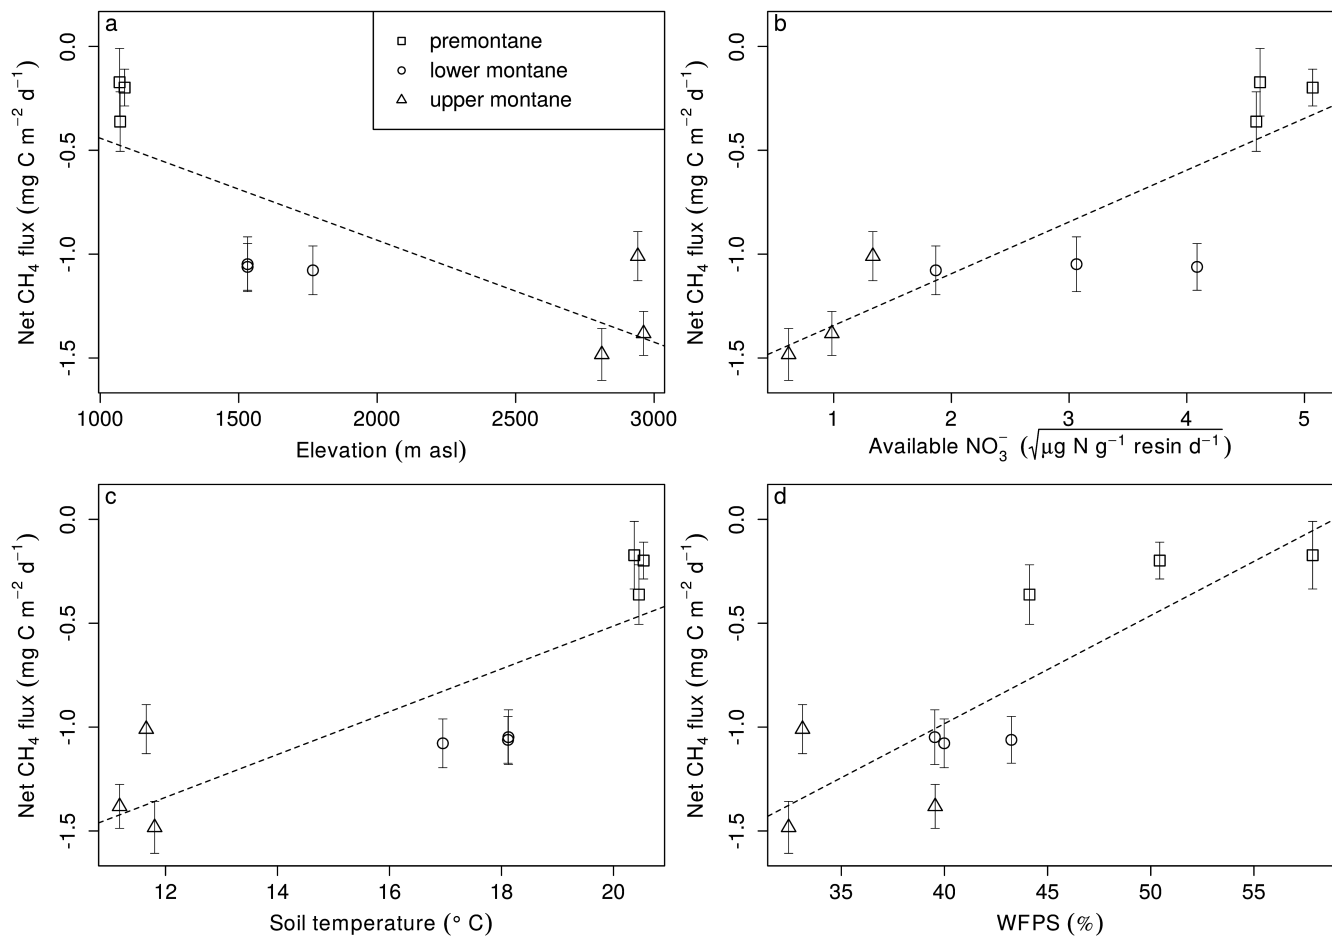 a
premontane
lower montane
upper montane
0.0
-0.5
-1.0
-1.5
Net CH₄ flux (mg C m⁻² d⁻¹)
1000 1500 2000 2500 3000
Elevation (m asl)
b
0.0
-0.5
-1.0
-1.5
Net CH₄ flux (mg C m⁻² d⁻¹)
1 2 3 4 5
Available NO₃⁻ (√μg N g⁻¹ resin d⁻¹)
c
0.0
-0.5
-1.0
-1.5
Net CH₄ flux (mg C m⁻² d⁻¹)
12 14 16 18 20
Soil temperature (° C)
d
0.0
-0.5
-1.0
-1.5
Net CH₄ flux (mg C m⁻² d⁻¹)
35 40 45 50 55
WFPS (%)